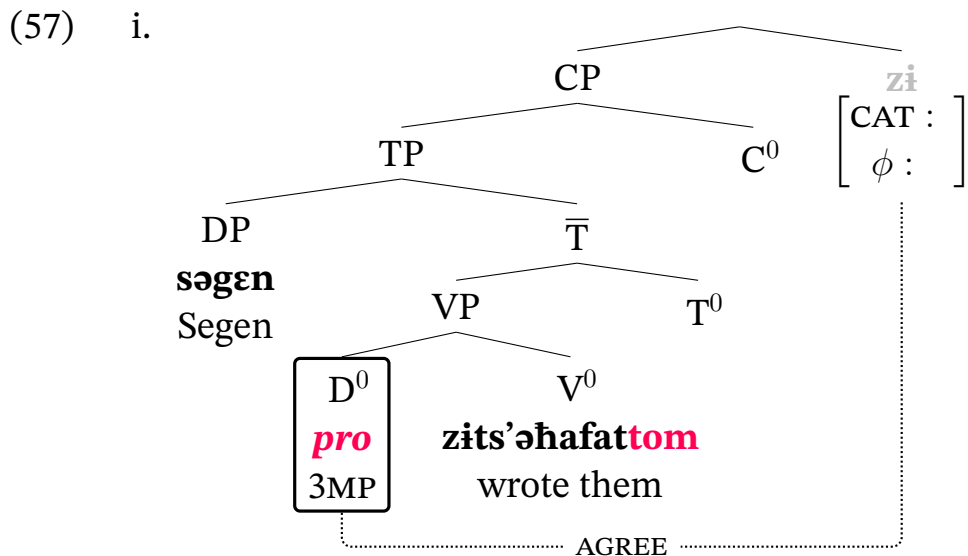 (57) i.
CP zɨ
TP C⁰ [CAT : ϕ : ]
DP T̅
səgɛn
Segen VP T⁰
D⁰ V⁰
pro zɨts'əħafattom
3MP wrote them
AGREE